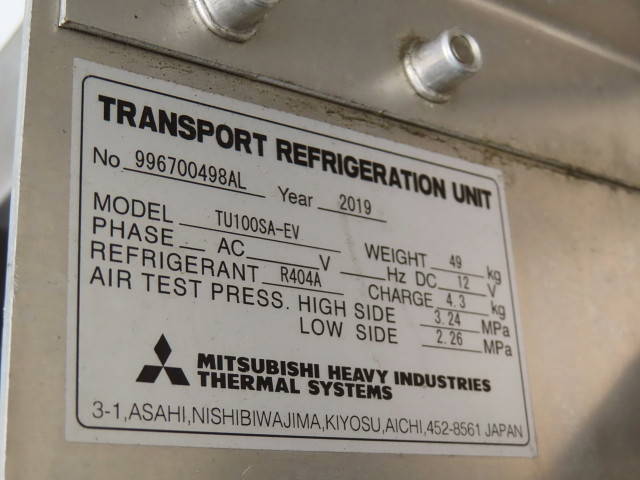 TRANSPORT REFRIGERATION UNIT
No 996700498AL Year 2019
MODEL TU100SA-EV WEIGHT 49 kg
PHASE AC V Hz DC 12 V
REFRIGERANT R404A CHARGE 4.3 kg
AIR TEST PRESS. HIGH SIDE 3.24 MPa
LOW SIDE 2.26 MPa
MITSUBISHI HEAVY INDUSTRIES
THERMAL SYSTEMS
3-1,ASAHI,NISHIBIWAJIMA,KIYOSU,AICHI,452-8561 JAPAN